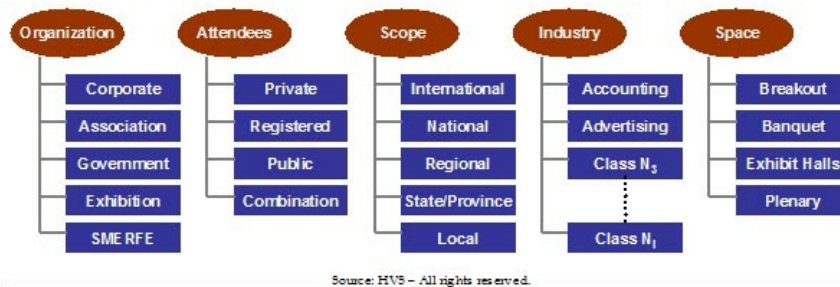 Organization
Attendees
Scope
Industry
Space
Corporate
Private
International
Accounting
Breakout
Association
Registered
National
Advertising
Banquet
Government
Public
Regional
Class N3
Exhibit Halls
Exhibition
Combination
State/Province
Plenary
SMERFE
Local
Class NI
Source: HVS – All rights reserved.